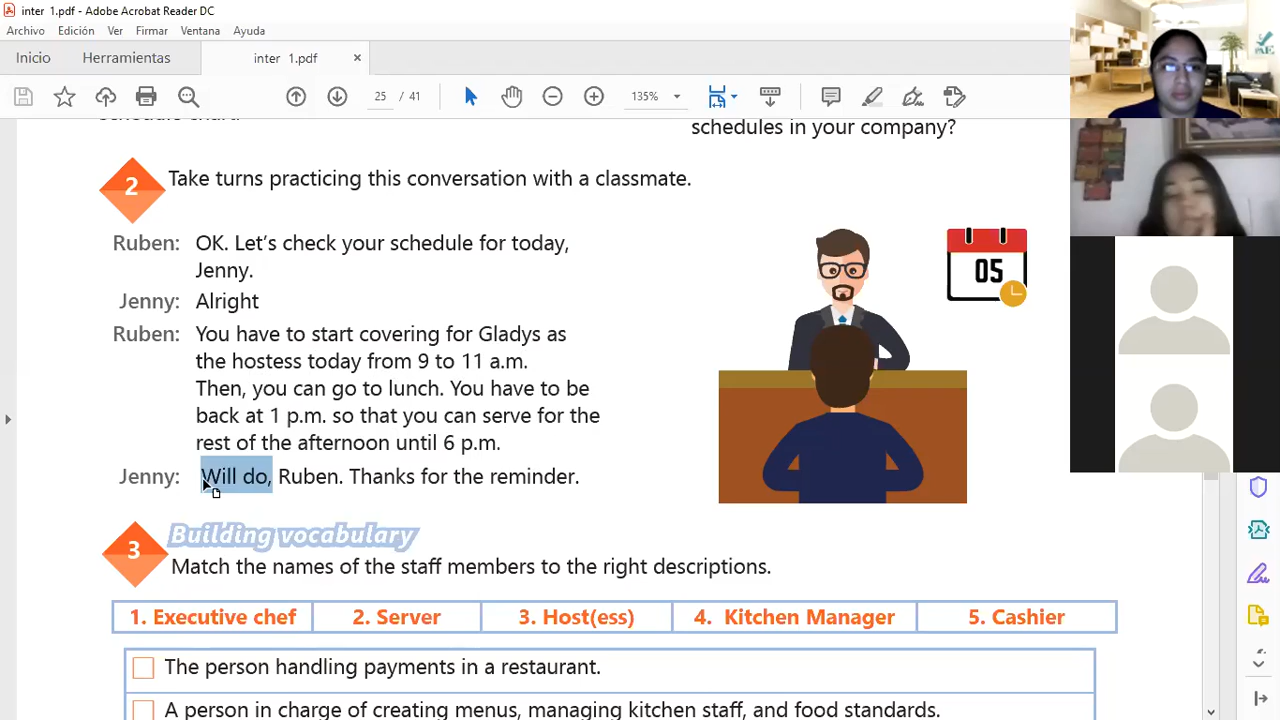 inter 1.pdf - Adobe Acrobat Reader DC
Archivo Edición Ver Firmar Ventana Ayuda
Inicio Herramientas inter 1.pdf ×
25 / 41 135%
schedules in your company?
2 Take turns practicing this conversation with a classmate.
Ruben: OK. Let's check your schedule for today,
Jenny.
Jenny: Alright
Ruben: You have to start covering for Gladys as
the hostess today from 9 to 11 a.m.
Then, you can go to lunch. You have to be
back at 1 p.m. so that you can serve for the
rest of the afternoon until 6 p.m.
Jenny: Will do, Ruben. Thanks for the reminder.
05
3 Building vocabulary
Match the names of the staff members to the right descriptions.
1. Executive chef 2. Server 3. Host(ess) 4. Kitchen Manager 5. Cashier
The person handling payments in a restaurant.
A person in charge of creating menus, managing kitchen staff, and food standards.